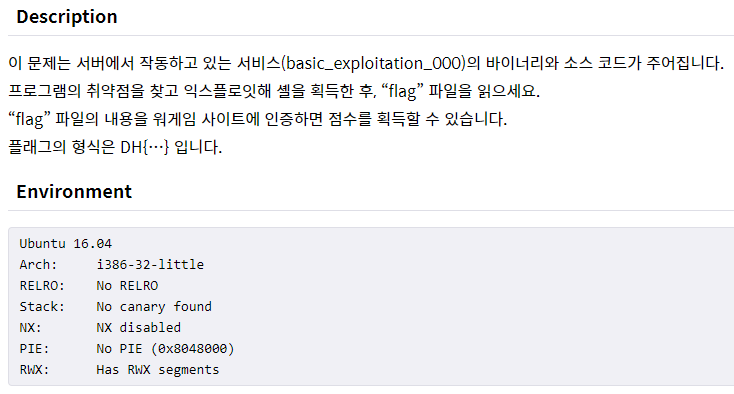 Description
이 문제는 서버에서 작동하고 있는 서비스(basic_exploitation_000)의 바이너리와 소스 코드가 주어집니다.
프로그램의 취약점을 찾고 익스플로잇해 셸을 획득한 후, “flag” 파일을 읽으세요.
“flag” 파일의 내용을 워게임 사이트에 인증하면 점수를 획득할 수 있습니다.
플래그의 형식은 DH{…} 입니다.
Environment
Ubuntu 16.04
Arch:     i386-32-little
RELRO:    No RELRO
Stack:    No canary found
NX:       NX disabled
PIE:      No PIE (0x8048000)
RWX:      Has RWX segments